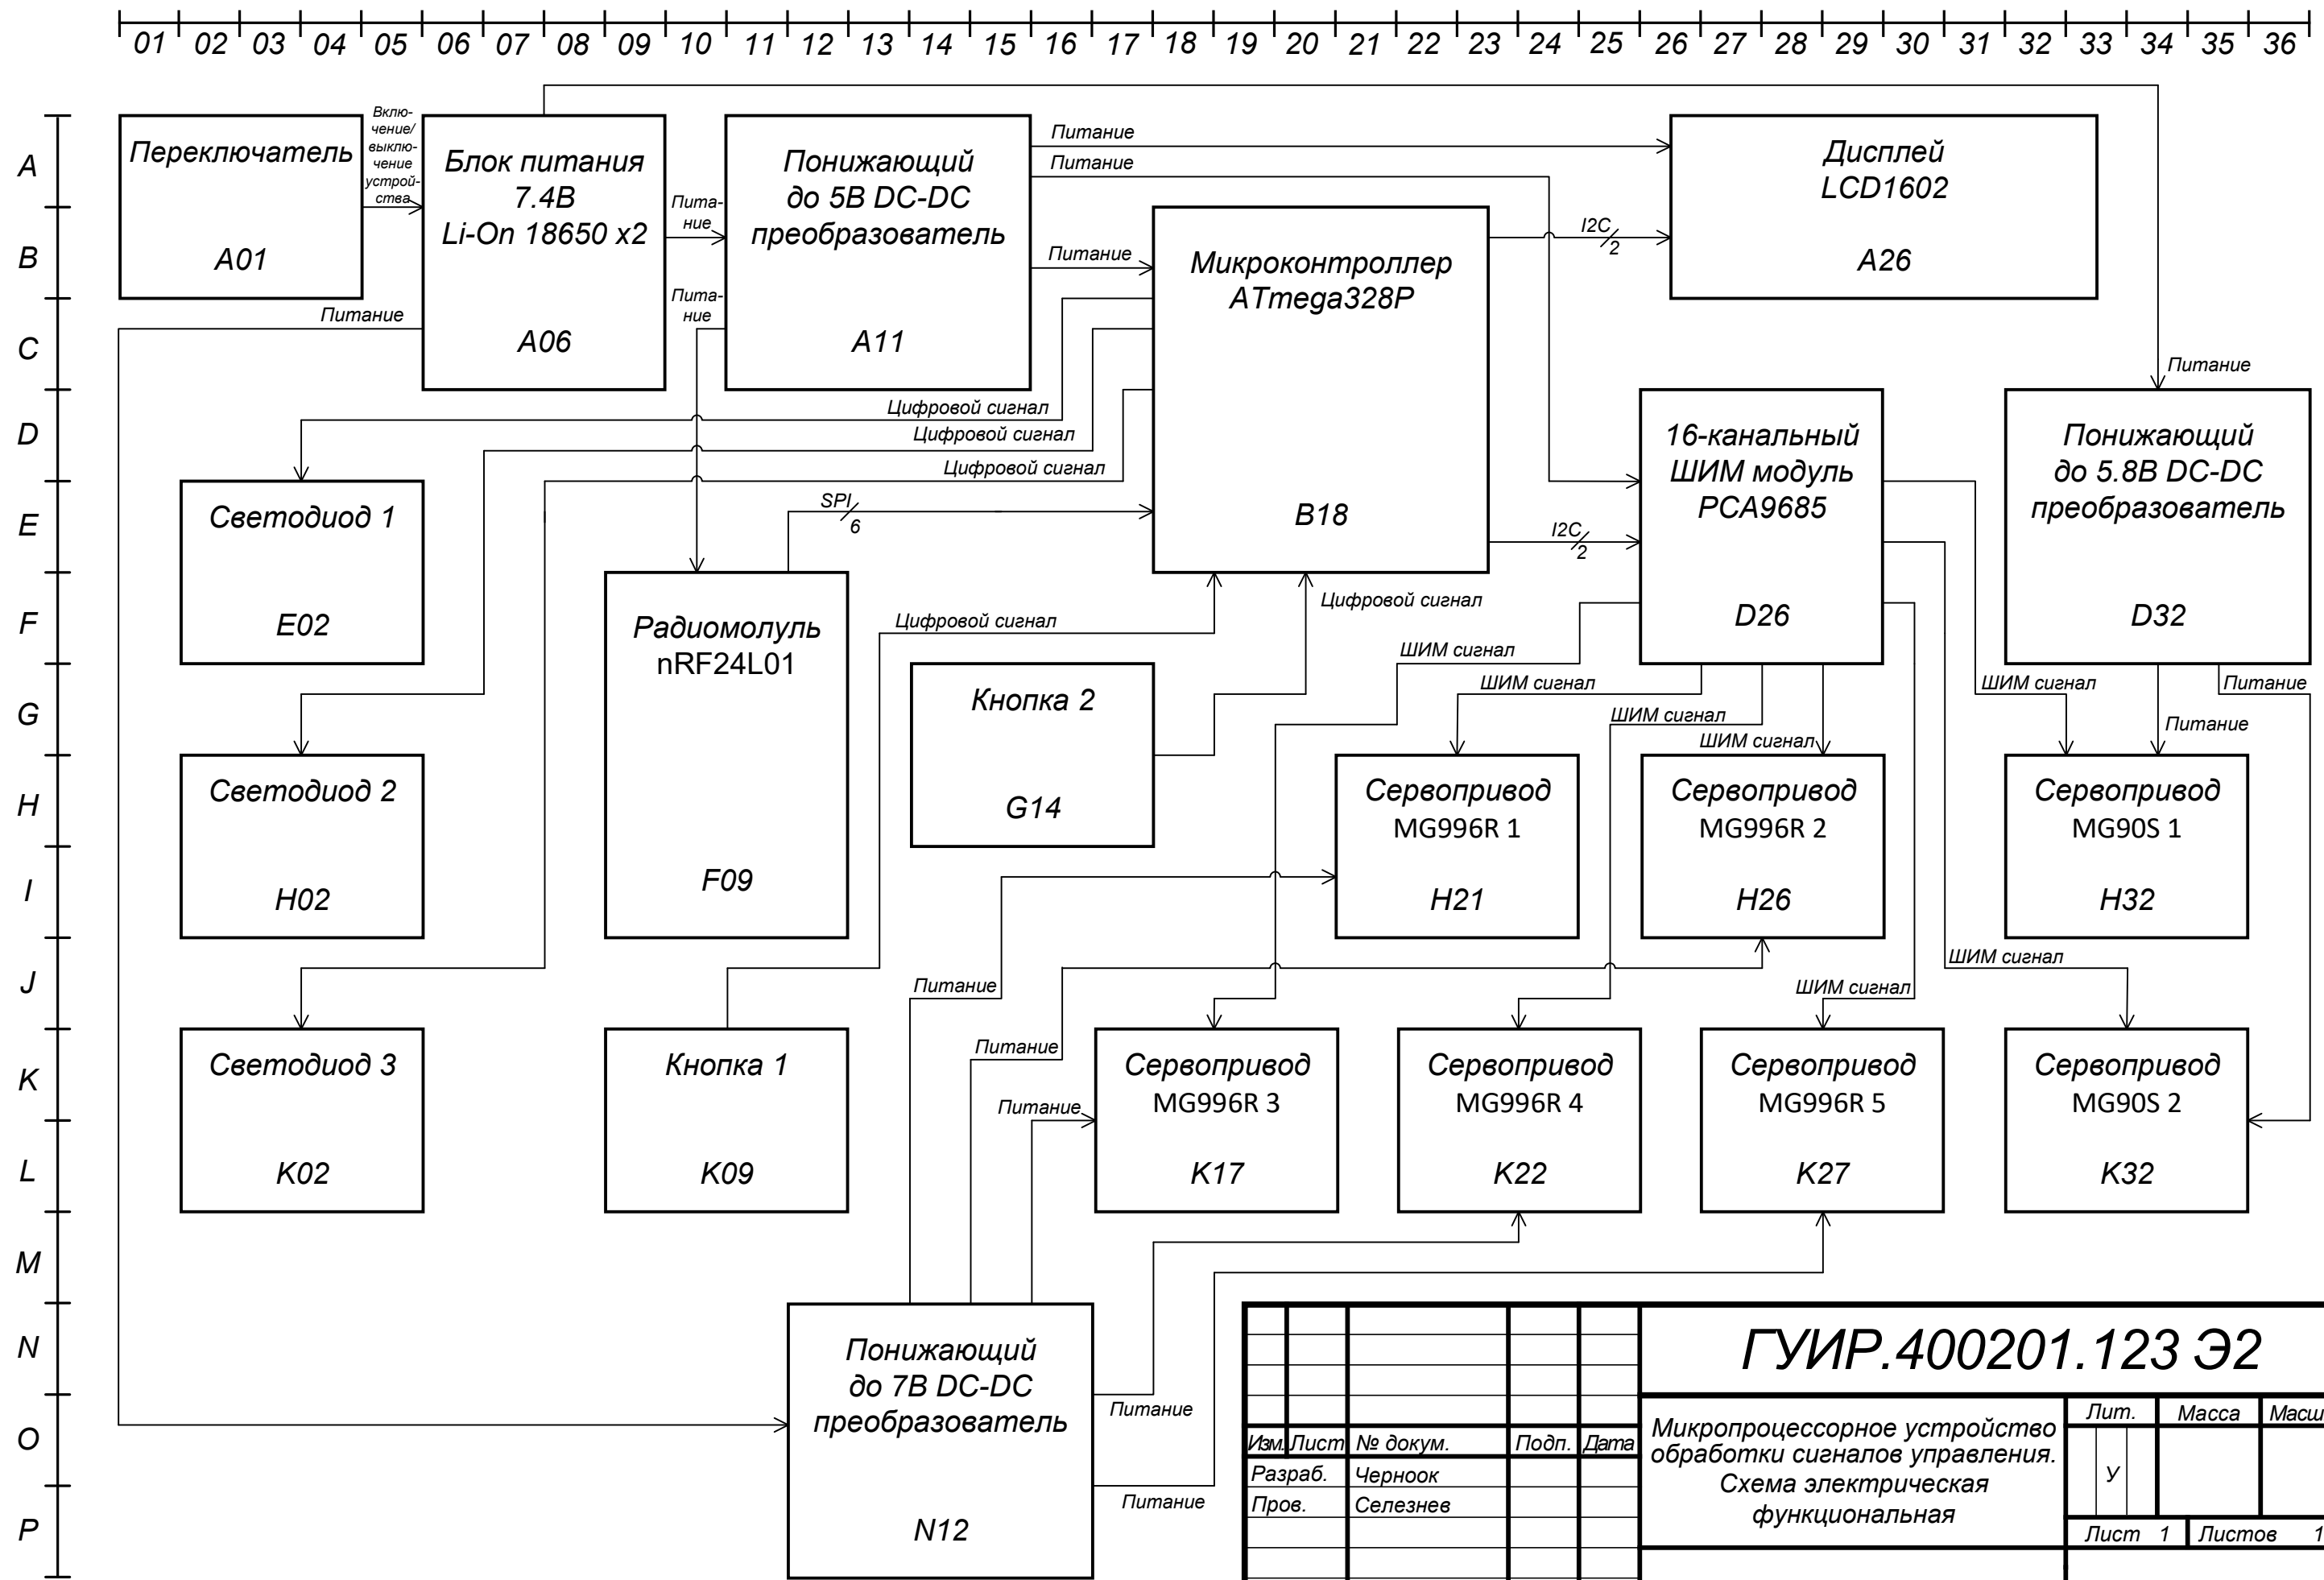 01 02 03 04 05 06 07 08 09 10 11 12 13 14 15 16 17 18 19 20 21 22 23 24 25 26 27 28 29 30 31 32 33 34 35 36
A
B
C
D
E
F
G
H
I
J
K
L
M
N
O
P
Переключатель
A01
Вклю-
чение/
выклю-
чение
устрой-
ства
Блок питания
7.4В
Li-On 18650 x2
A06
Пита-
ние
Пита-
ние
Питание
Понижающий
до 5В DC-DC
преобразователь
A11
Питание
Питание
Питание
Микроконтроллер
ATmega328P
B18
I2C
2
Дисплей
LCD1602
A26
Питание
Цифровой сигнал
Цифровой сигнал
Цифровой сигнал
SPI
6
I2C
2
16-канальный
ШИМ модуль
PCA9685
D26
Понижающий
до 5.8В DC-DC
преобразователь
D32
Светодиод 1
E02
Радиомолуль
nRF24L01
F09
Цифровой сигнал
Цифровой сигнал
Кнопка 2
G14
ШИМ сигнал
ШИМ сигнал
ШИМ сигнал
ШИМ сигнал
ШИМ сигнал
Питание
Питание
Светодиод 2
H02
Сервопривод
MG996R 1
H21
Сервопривод
MG996R 2
H26
Сервопривод
MG90S 1
H32
ШИМ сигнал
ШИМ сигнал
Питание
Питание
Питание
Светодиод 3
K02
Кнопка 1
K09
Сервопривод
MG996R 3
K17
Сервопривод
MG996R 4
K22
Сервопривод
MG996R 5
K27
Сервопривод
MG90S 2
K32
Понижающий
до 7В DC-DC
преобразователь
N12
Питание
Питание
ГУИР.400201.123 Э2
Микропроцессорное устройство
обработки сигналов управления.
Схема электрическая
функциональная
Изм. Лист № докум. Подп. Дата
Разраб. Черноок
Пров. Селезнев
Лит. Масса Масш
У
Лист 1 Листов 1